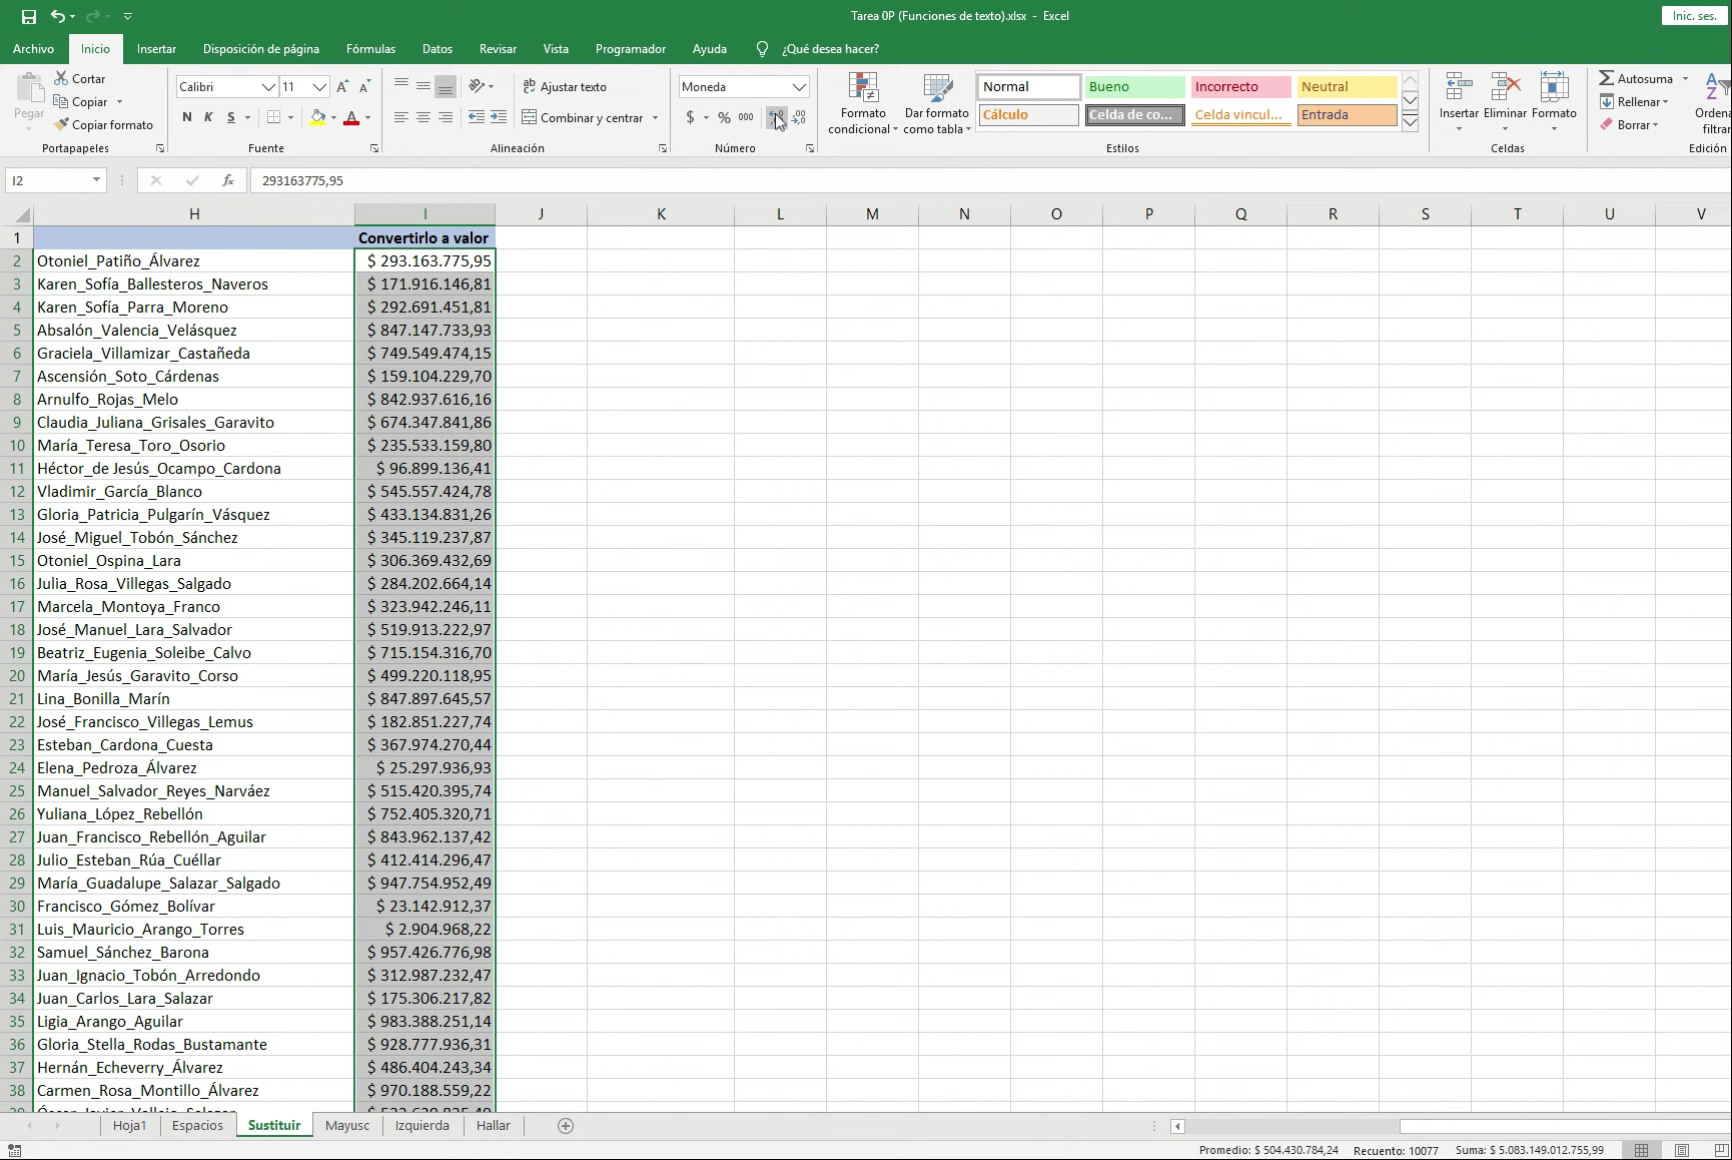 Tarea 0P (Funciones de texto).xlsx - Excel
Inic. ses.
Archivo Inicio Insertar Disposición de página Fórmulas Datos Revisar Vista Programador Ayuda ¿Qué desea hacer?
Pegar
Cortar
Copiar
Copiar formato
Portapapeles
Calibri 11
N K S
Fuente
Ajustar texto
Combinar y centrar
Alineación
Moneda
$ % 000
Número
Formato condicional
Dar formato como tabla
Normal Bueno Incorrecto Neutral
Cálculo Celda de co... Celda vincul... Entrada
Estilos
Insertar Eliminar Formato
Celdas
Autosuma
Rellenar
Borrar
Ordena
filtrar
Edición
I2 fx 293163775,95
H I J K L M N O P Q R S T U V
1 Convertirlo a valor
2 Otoniel_Patiño_Álvarez $ 293.163.775,95
3 Karen_Sofía_Ballesteros_Naveros $ 171.916.146,81
4 Karen_Sofía_Parra_Moreno $ 292.691.451,81
5 Absalón_Valencia_Velásquez $ 847.147.733,93
6 Graciela_Villamizar_Castañeda $ 749.549.474,15
7 Ascensión_Soto_Cárdenas $ 159.104.229,70
8 Arnulfo_Rojas_Melo $ 842.937.616,16
9 Claudia_Juliana_Grisales_Garavito $ 674.347.841,86
10 María_Teresa_Toro_Osorio $ 235.533.159,80
11 Héctor_de Jesús_Ocampo_Cardona $ 96.899.136,41
12 Vladimir_García_Blanco $ 545.557.424,78
13 Gloria_Patricia_Pulgarín_Vásquez $ 433.134.831,26
14 José_Miguel_Tobón_Sánchez $ 345.119.237,87
15 Otoniel_Ospina_Lara $ 306.369.432,69
16 Julia_Rosa_Villegas_Salgado $ 284.202.664,14
17 Marcela_Montoya_Franco $ 323.942.246,11
18 José_Manuel_Lara_Salvador $ 519.913.222,97
19 Beatriz_Eugenia_Soleibe_Calvo $ 715.154.316,70
20 María_Jesús_Garavito_Corso $ 499.220.118,95
21 Lina_Bonilla_Marín $ 847.897.645,57
22 José_Francisco_Villegas_Lemus $ 182.851.227,74
23 Esteban_Cardona_Cuesta $ 367.974.270,44
24 Elena_Pedroza_Álvarez $ 25.297.936,93
25 Manuel_Salvador_Reyes_Narváez $ 515.420.395,74
26 Yuliana_López_Rebellón $ 752.405.320,71
27 Juan_Francisco_Rebellón_Aguilar $ 843.962.137,42
28 Julio_Esteban_Rúa_Cuéllar $ 412.414.296,47
29 María_Guadalupe_Salazar_Salgado $ 947.754.952,49
30 Francisco_Gómez_Bolívar $ 23.142.912,37
31 Luis_Mauricio_Arango_Torres $ 2.904.968,22
32 Samuel_Sánchez_Barona $ 957.426.776,98
33 Juan_Ignacio_Tobón_Arredondo $ 312.987.232,47
34 Juan_Carlos_Lara_Salazar $ 175.306.217,82
35 Ligia_Arango_Aguilar $ 983.388.251,14
36 Gloria_Stella_Rodas_Bustamante $ 928.777.936,31
37 Hernán_Echeverry_Álvarez $ 486.404.243,34
38 Carmen_Rosa_Montillo_Álvarez $ 970.188.559,22
Hoja1 Espacios Sustituir Mayusc Izquierda Hallar
Promedio: $ 504.430.784,24 Recuento: 10077 Suma: $ 5.083.149.012.755,99